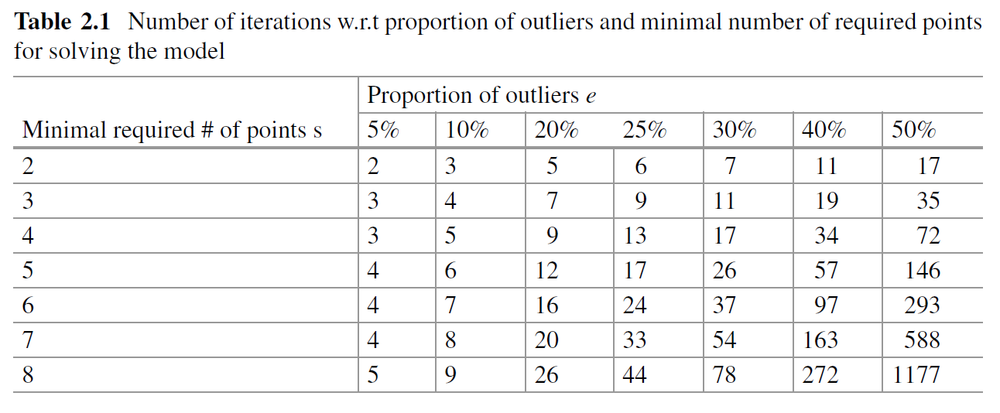 Table 2.1 Number of iterations w.r.t proportion of outliers and minimal number of required points
for solving the model
Proportion of outliers e
Minimal required # of points s 5% 10% 20% 25% 30% 40% 50%
2 2 3 5 6 7 11 17
3 3 4 7 9 11 19 35
4 3 5 9 13 17 34 72
5 4 6 12 17 26 57 146
6 4 7 16 24 37 97 293
7 4 8 20 33 54 163 588
8 5 9 26 44 78 272 1177